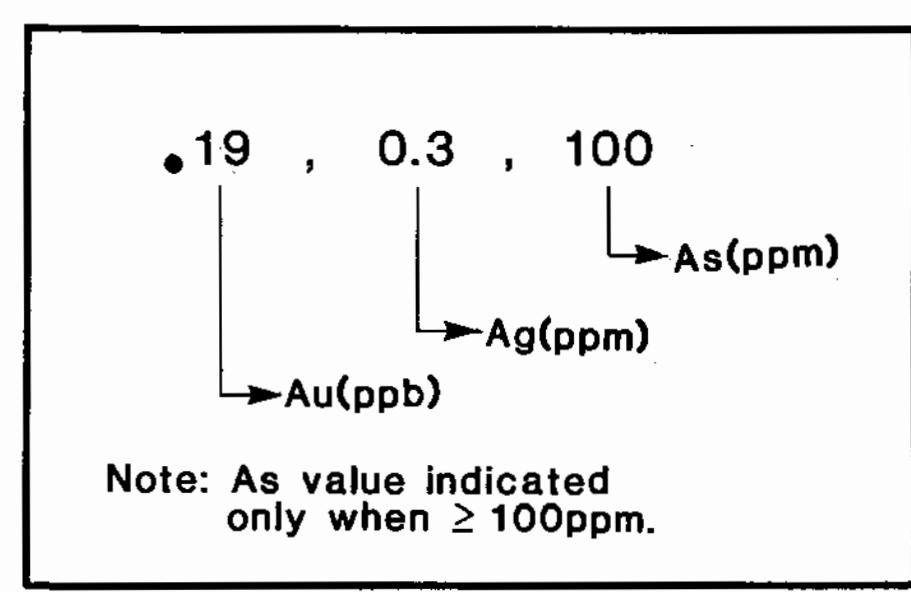 .19 , 0.3 , 100
As(ppm)
Ag(ppm)
Au(ppb)
Note: As value indicated
only when ≥ 100ppm.